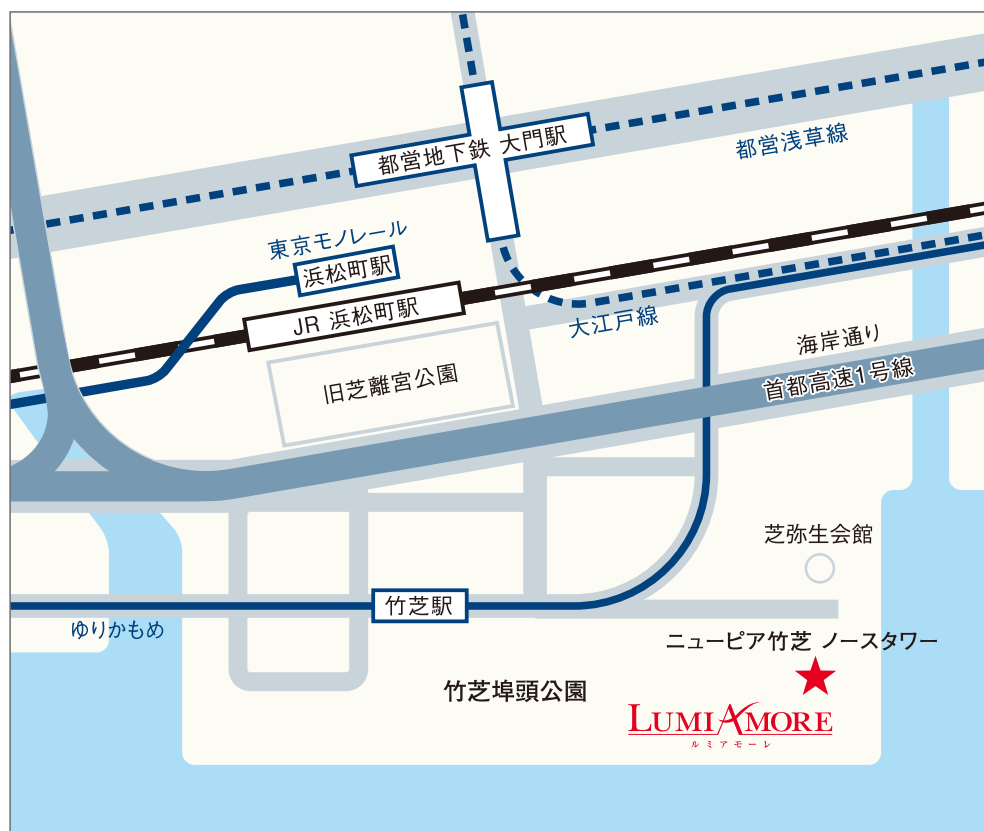 都営地下鉄 大門駅
都営浅草線
東京モノレール
浜松町駅
JR 浜松町駅
大江戸線
海岸通り
首都高速1号線
旧芝離宮公園
芝弥生会館
竹芝駅
ゆりかもめ
ニューピア竹芝 ノースタワー
竹芝埠頭公園
LUMIAMORE
ルミアモーレ